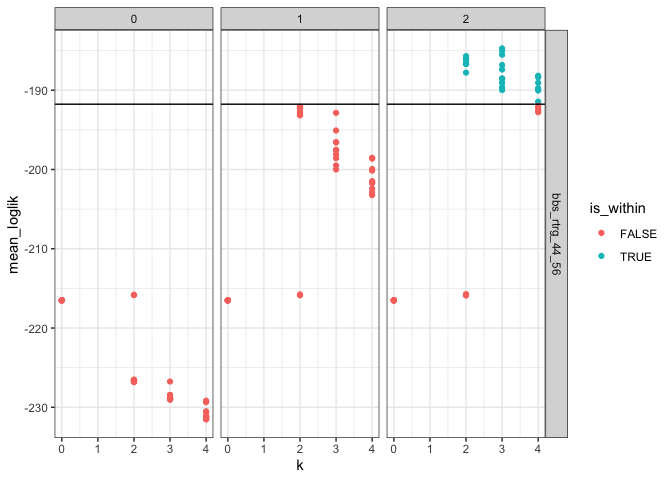 0 1 2
-190
-200
-210
-220
-230
mean_loglik
bbs_rtrg_44_56
is_within
FALSE
TRUE
0 1 2 3 4 0 1 2 3 4 0 1 2 3 4
k